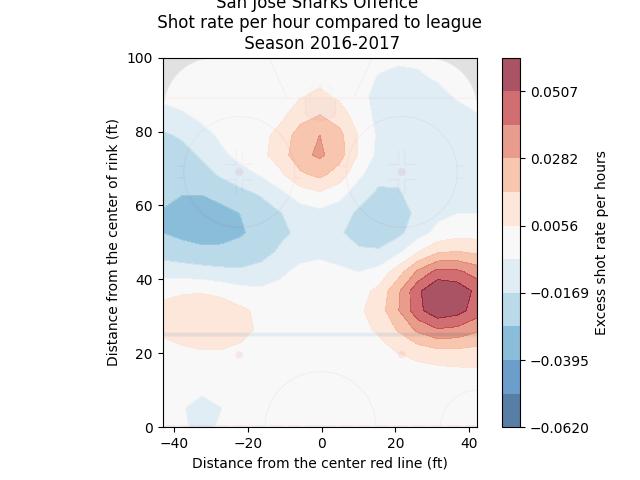 San Jose Sharks Offence
Shot rate per hour compared to league
Season 2016-2017
100
80
60
40
20
0
−40
−20
0
20
40
Distance from the center of rink (ft)
Distance from the center red line (ft)
0.0507
0.0282
0.0056
−0.0169
−0.0395
−0.0620
Excess shot rate per hours